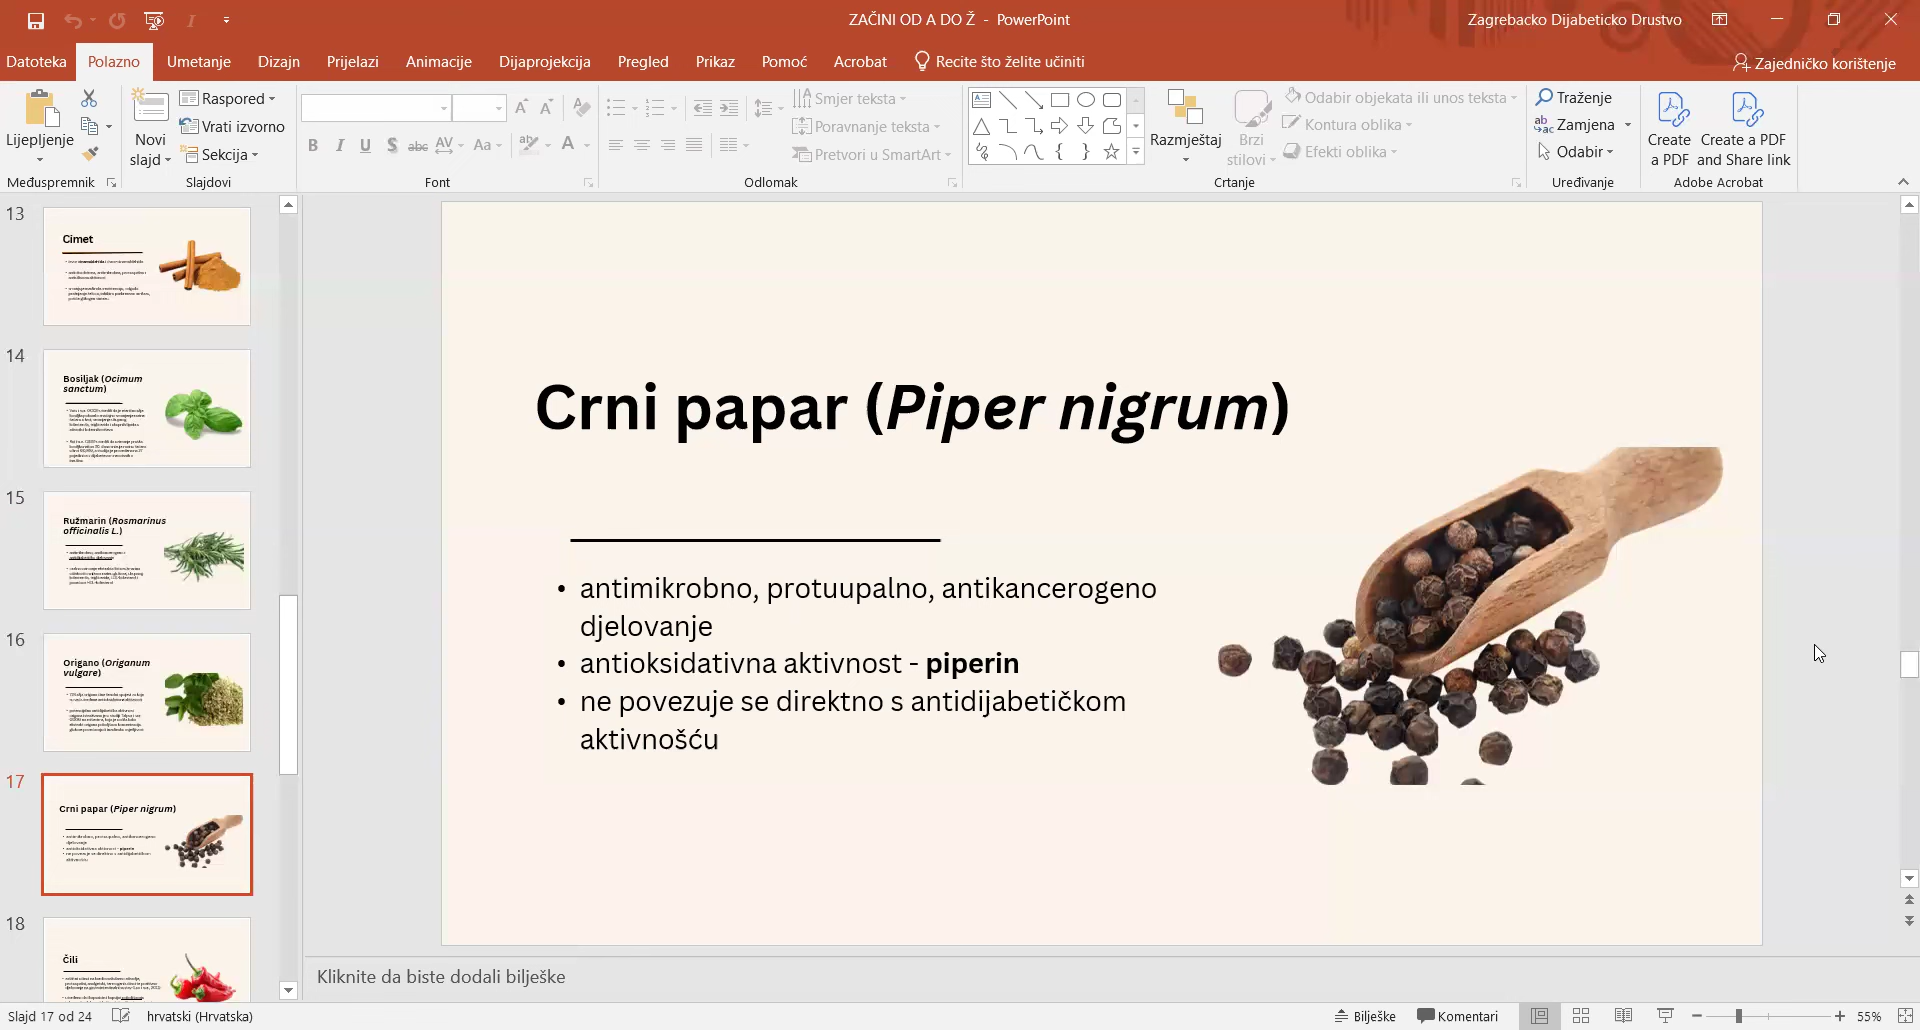 ZAČINI OD A DO Ž - PowerPoint
Zagrebacko Dijabeticko Drustvo
Datoteka Polazno Umetanje Dizajn Prijelazi Animacije Dijaprojekcija Pregled Prikaz Pomoć Acrobat Recite što želite učiniti Zajedničko korištenje
Lijepljenje
Međuspremnik
Novi
slajd
Raspored
Vrati izvorno
Sekcija
Slajdovi
B I U S abc AV Aa
Font
Smjer teksta
Poravnanje teksta
Pretvori u SmartArt
Odlomak
Razmještaj
Brzi
stilovi
Odabir objekata ili unos teksta
Kontura oblika
Efekti oblika
Crtanje
Traženje
Zamjena
Odabir
Uređivanje
Create
a PDF
Create a PDF
and Share link
Adobe Acrobat
13
Cimet
14
Bosiljak (Ocimum
sanctum)
15
Ružmarin (Rosmarinus
officinalis L.)
16
Origano (Origanum
vulgare)
17
Crni papar (Piper nigrum)
18
Čili
Crni papar (Piper nigrum)
• antimikrobno, protuupalno, antikancerogeno
djelovanje
• antioksidativna aktivnost - piperin
• ne povezuje se direktno s antidijabetičkom
aktivnošću
Kliknite da biste dodali bilješke
Slajd 17 od 24 hrvatski (Hrvatska) Bilješke Komentari 55%